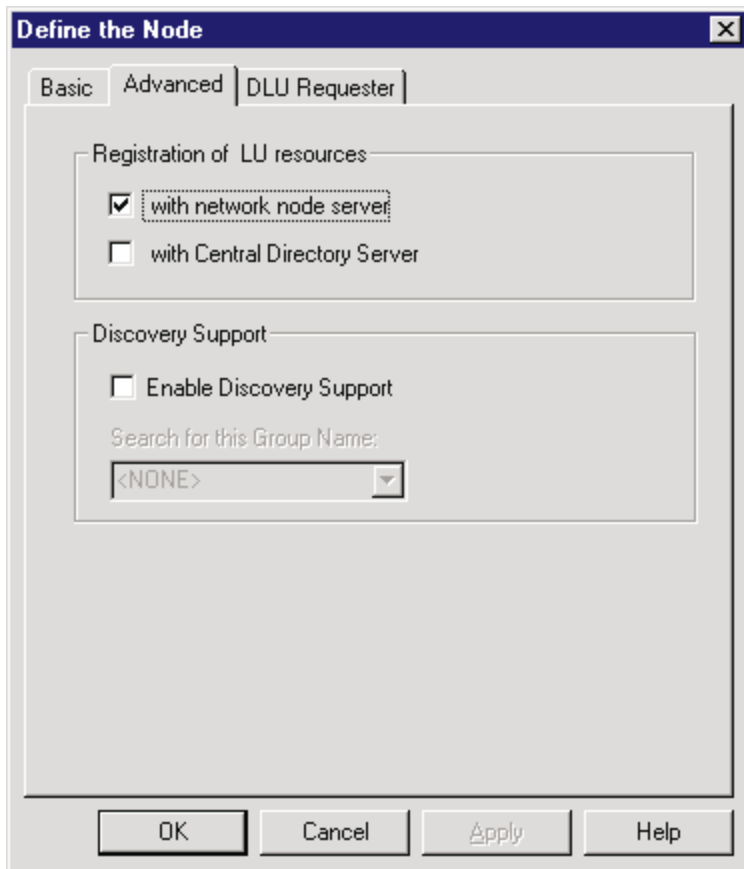 Define the Node
Basic Advanced DLU Requester
Registration of LU resources
with network node server
with Central Directory Server
Discovery Support
Enable Discovery Support
Search for this Group Name:
<NONE>
OK Cancel Apply Help